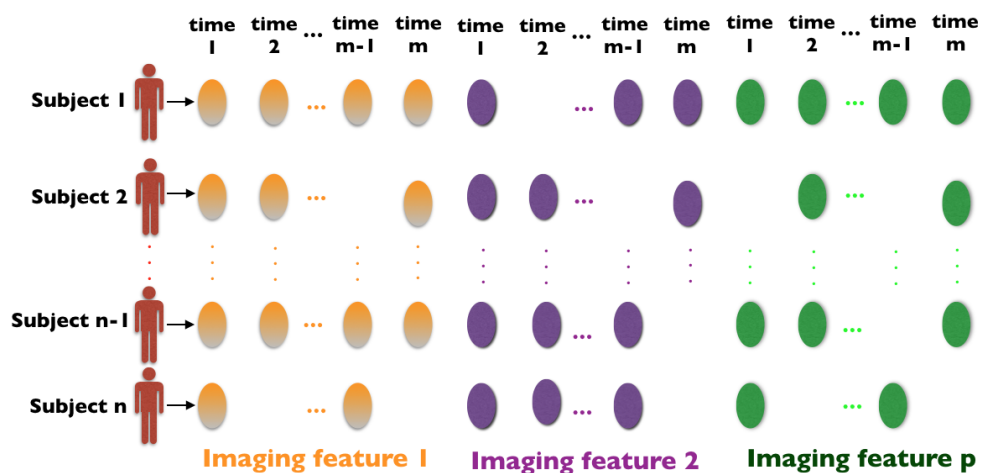 time time time time time time time time time time time time
1 2 ... m-1 m 1 2 ... m-1 m 1 2 ... m-1 m
Subject 1 ... ... ...
Subject 2 ... ... ...
Subject n-1 ... ... ...
Subject n ... ... ...
Imaging feature 1 Imaging feature 2 Imaging feature p